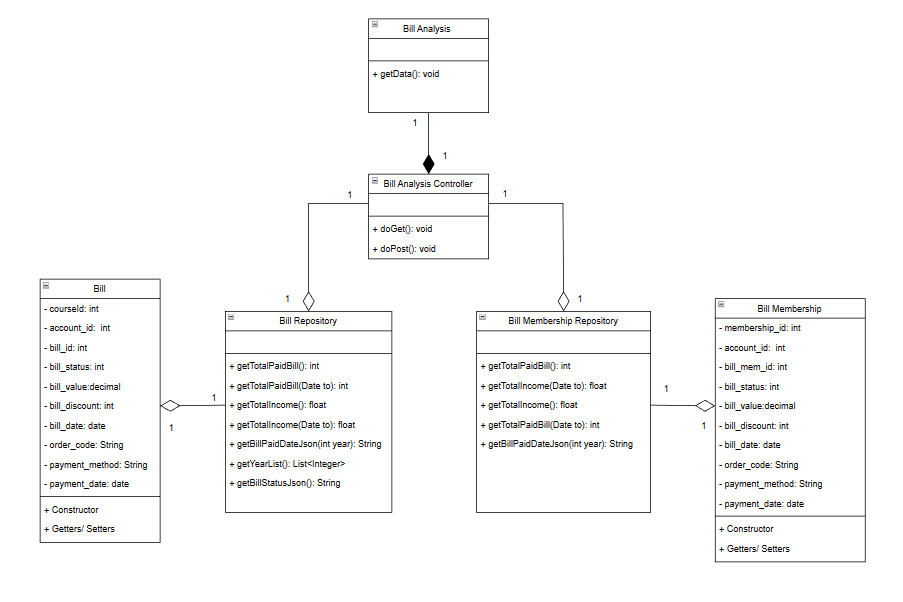 Bill Analysis
+ getData(): void
1
1
Bill Analysis Controller
+ doGet(): void
+ doPost(): void
1
1
1
1
Bill
- courseId: int
- account_id:  int
- bill_id: int
- bill_status: int
- bill_value:decimal
- bill_discount: int
- bill_date: date
- order_code: String
- payment_method: String
- payment_date: date
+ Constructor
+ Getters/ Setters
1
1
Bill Repository
+ getTotalPaidBill(): int
+ getTotalPaidBill(Date to): int
+ getTotalIncome(): float
+ getTotalIncome(Date to): float
+ getBillPaidDateJson(int year): String
+ getYearList(): List<Integer>
+ getBillStatusJson(): String
Bill Membership Repository
+ getTotalPaidBill(): int
+ getTotalIncome(Date to): float
+ getTotalIncome(): float
+ getTotalPaidBill(Date to): int
+ getBillPaidDateJson(int year): String
1
1
Bill Membership
- membership_id: int
- account_id:  int
- bill_mem_id: int
- bill_status: int
- bill_value:decimal
- bill_discount: int
- bill_date: date
- order_code: String
- payment_method: String
- payment_date: date
+ Constructor
+ Getters/ Setters